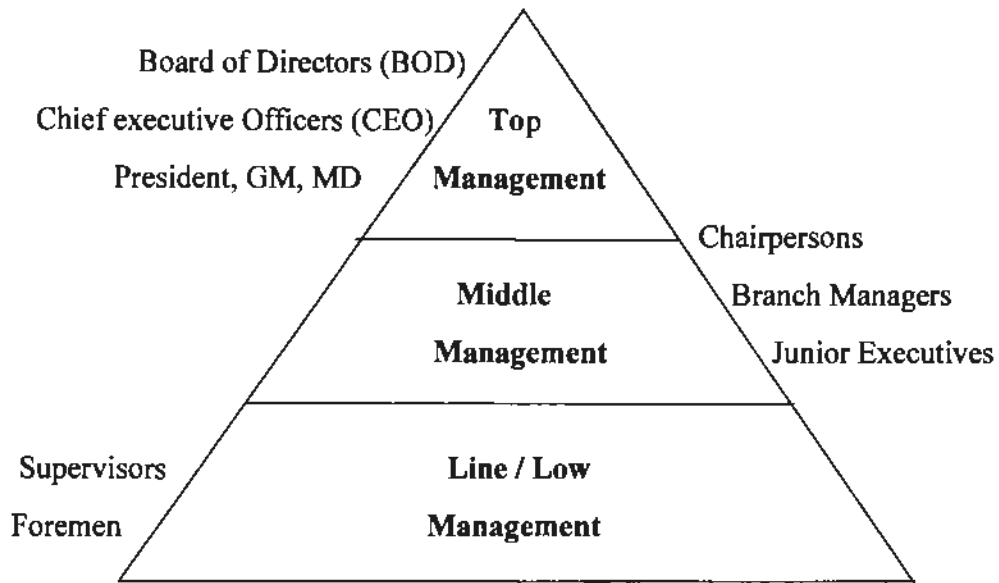 Board of Directors (BOD)
Chief executive Officers (CEO)
Top
President, GM, MD
Management
Chairpersons
Middle
Branch Managers
Management
Junior Executives
Supervisors
Line / Low
Foremen
Management